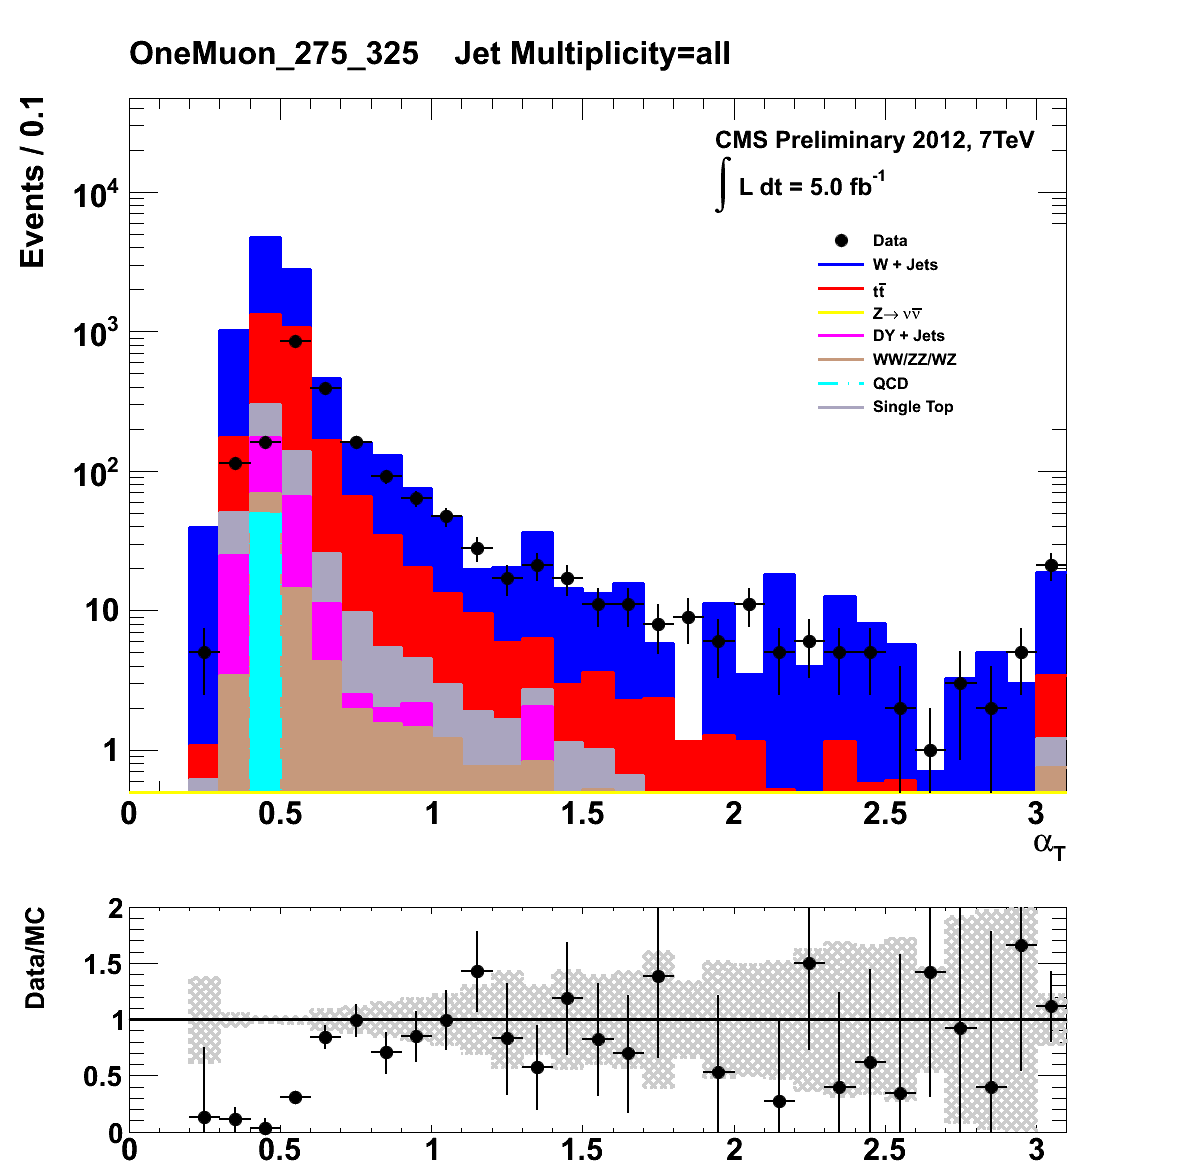 OneMuon_275_325 Jet Multiplicity=all
Events / 0.1
CMS Preliminary 2012, 7TeV
∫ L dt = 5.0 fb⁻¹
Data
W + Jets
tt̅
Z→ νν̅
DY + Jets
WW/ZZ/WZ
QCD
Single Top
10⁴
10³
10²
10
1
0 0.5 1 1.5 2 2.5 3
α_T
Data/MC
2
1.5
1
0.5
0
0 0.5 1 1.5 2 2.5 3